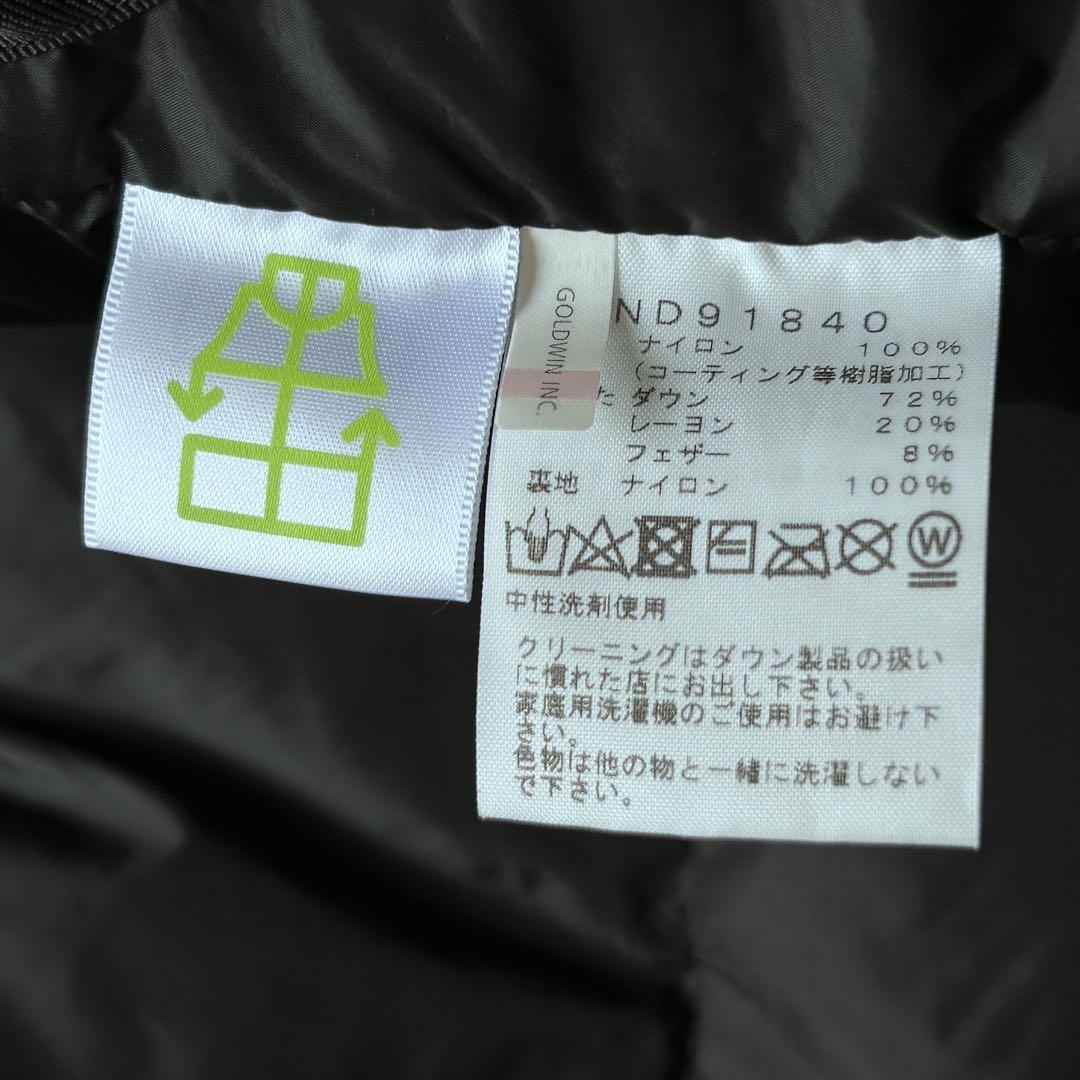 GOLDWIN INC.
ND91840
ナイロン 100%
(コーティング等樹脂加工)
た ダウン 72%
レーヨン 20%
フェザー 8%
裏地 ナイロン 100%
W
中性洗剤使用
クリーニングはダウン製品の扱い
に慣れた店にお出し下さい。
家庭用洗濯機のご使用はお避け下
さい。
色物は他の物と一緒に洗濯しない
で下さい。